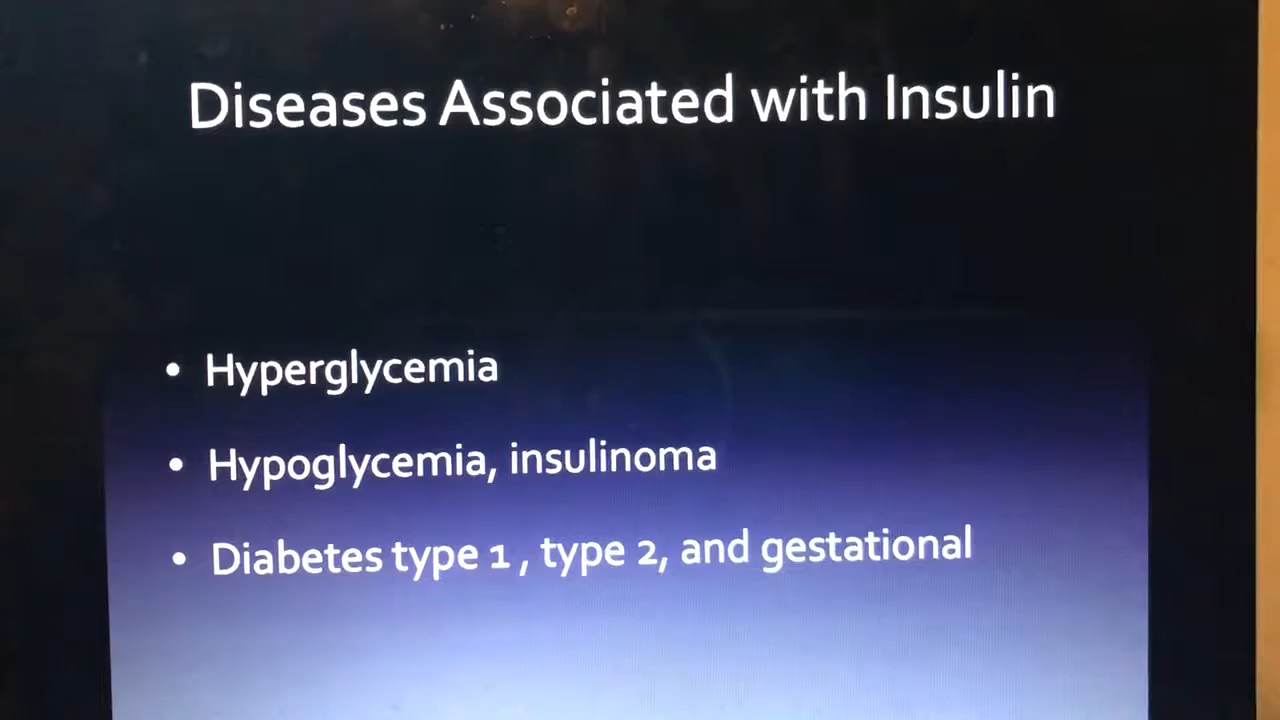 Diseases Associated with Insulin
• Hyperglycemia
• Hypoglycemia, insulinoma
• Diabetes type 1 , type 2, and gestational